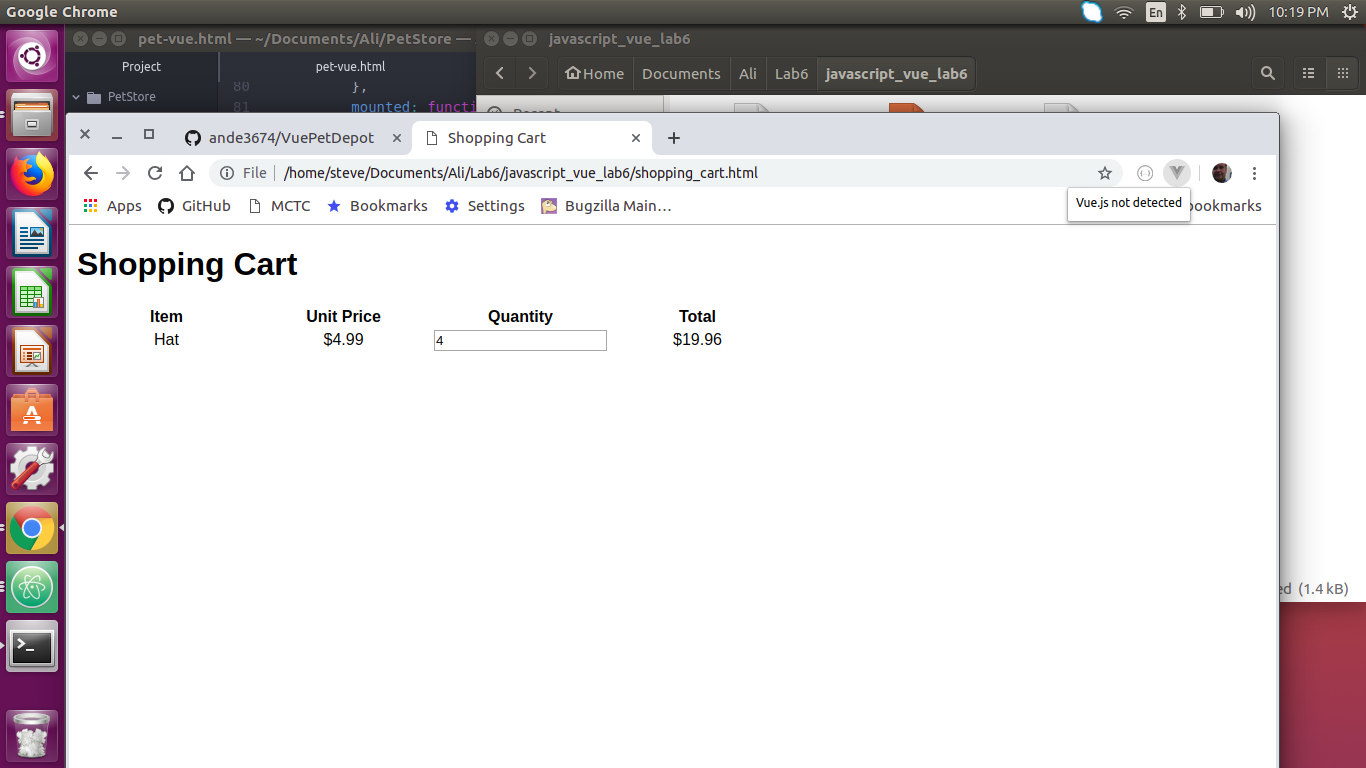 Google Chrome
En
10:19 PM
pet-vue.html — ~/Documents/Ali/PetStore —
javascript_vue_lab6
Project
pet-vue.html
Home
Documents
Ali
Lab6
javascript_vue_lab6
PetStore
80 },
81 mounted: functi
Recent
ande3674/VuePetDepot
Shopping Cart
File
/home/steve/Documents/Ali/Lab6/javascript_vue_lab6/shopping_cart.html
Apps
GitHub
MCTC
Bookmarks
Settings
Bugzilla Main…
Vue.js not detected
bookmarks
Shopping Cart
Item Unit Price Quantity Total
Hat $4.99 4 $19.96
ed (1.4 kB)